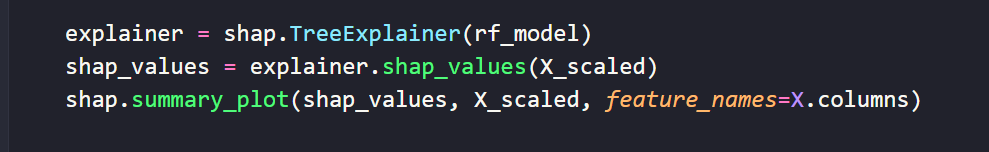 explainer = shap.TreeExplainer(rf_model)
shap_values = explainer.shap_values(X_scaled)
shap.summary_plot(shap_values, X_scaled, feature_names=X.columns)